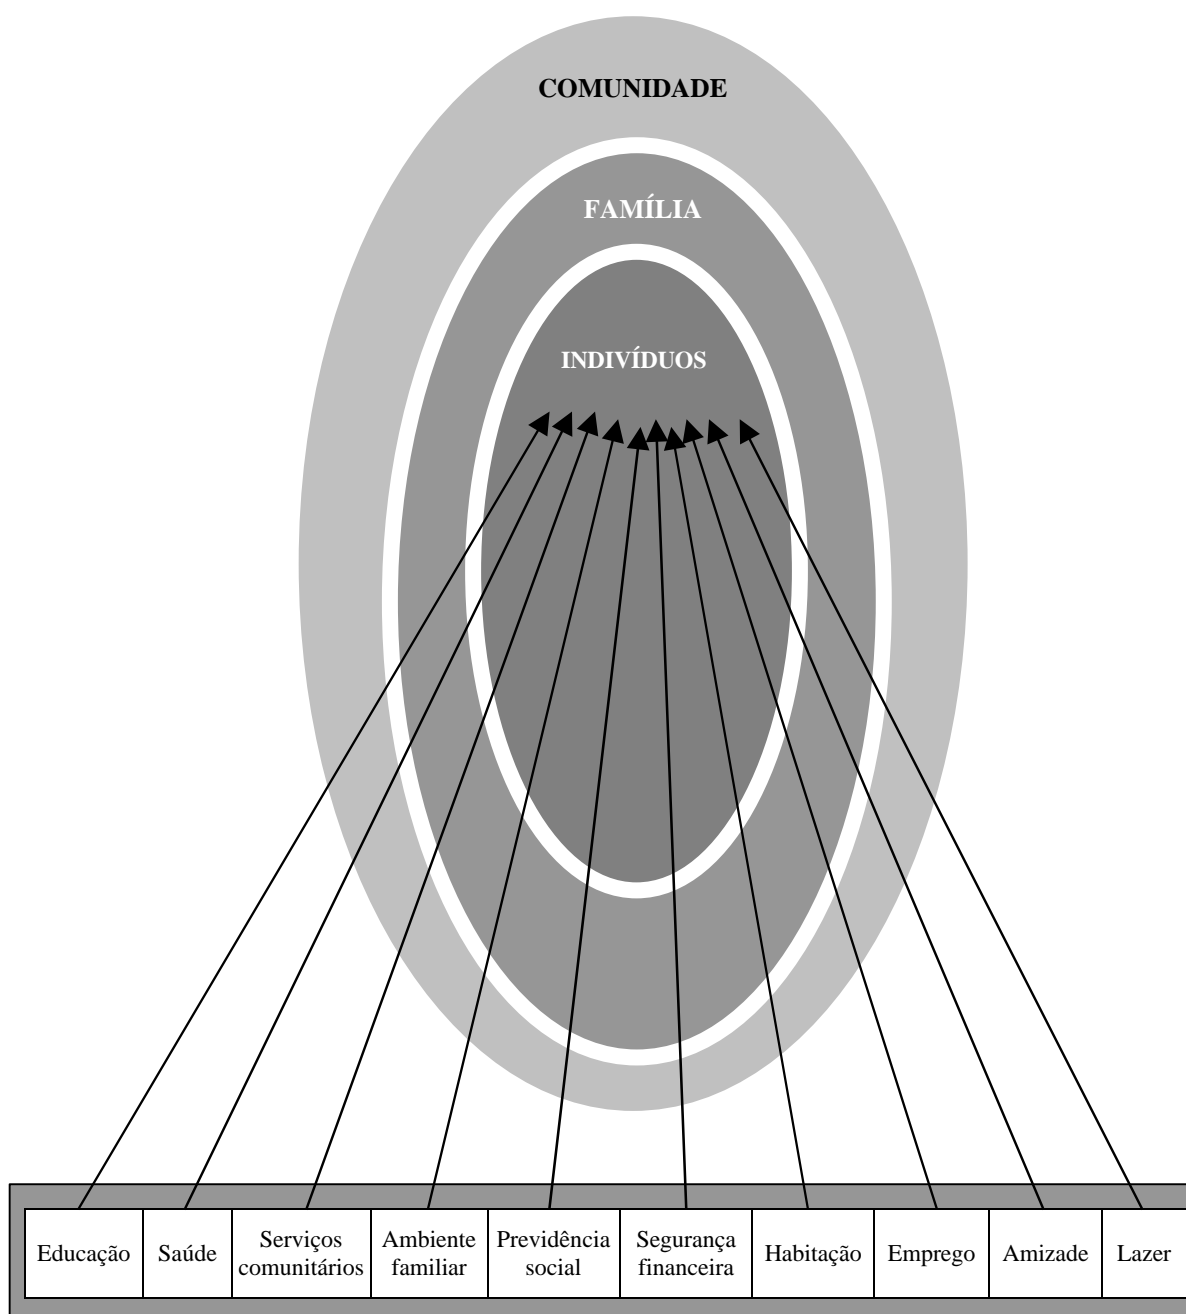 COMUNIDADE
FAMÍLIA
INDIVÍDUOS
Educação
Saúde
Serviços
comunitários
Ambiente
familiar
Previdência
social
Segurança
financeira
Habitação
Emprego
Amizade
Lazer